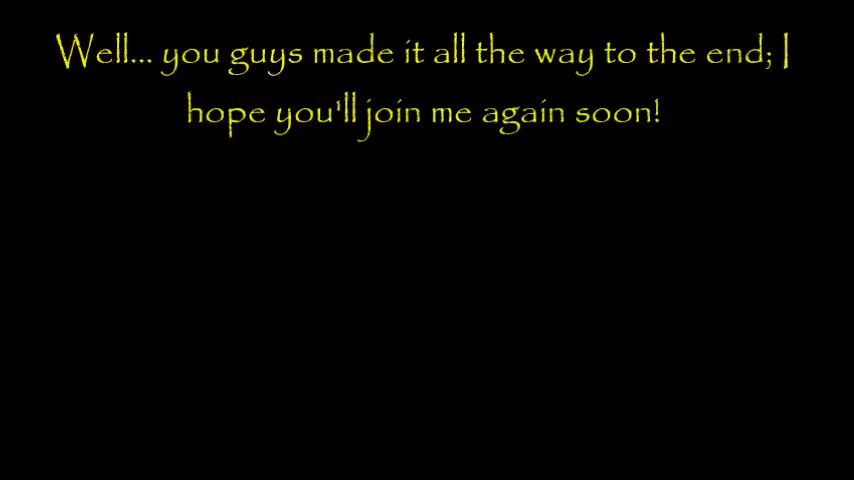 Well... you guys made it all the way to the end; I
hope you'll join me again soon!